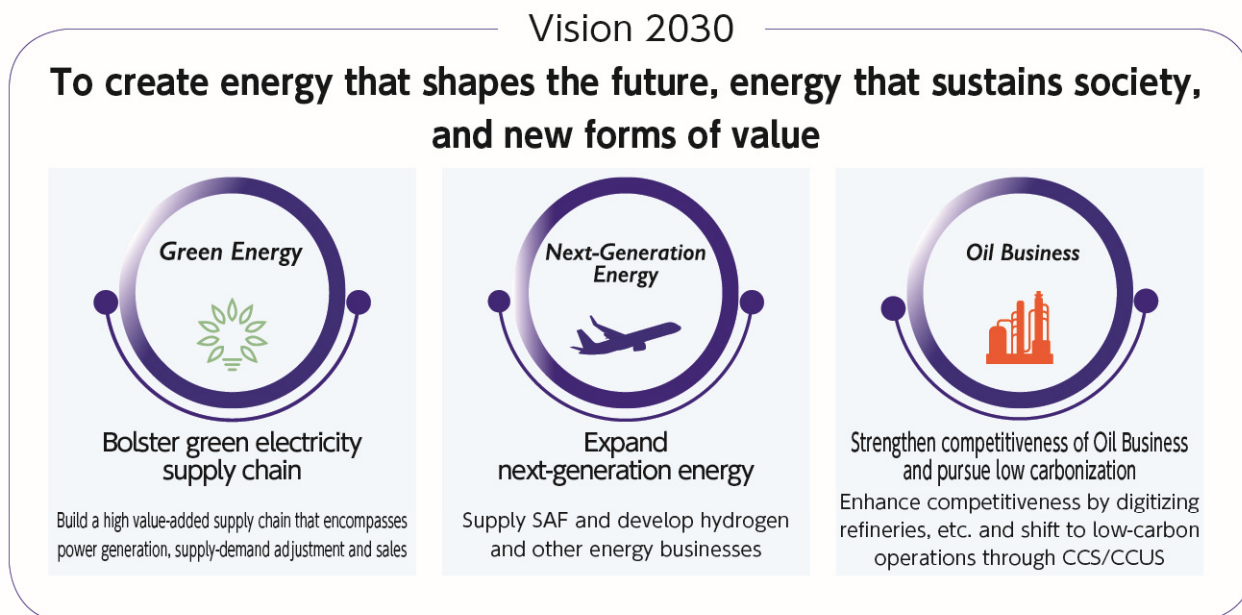 Vision 2030
To create energy that shapes the future, energy that sustains society,
and new forms of value
Green Energy
Bolster green electricity
supply chain
Build a high value-added supply chain that encompasses
power generation, supply-demand adjustment and sales
Next-Generation
Energy
Expand
next-generation energy
Supply SAF and develop hydrogen
and other energy businesses
Oil Business
Strengthen competitiveness of Oil Business
and pursue low carbonization
Enhance competitiveness by digitizing
refineries, etc. and shift to low-carbon
operations through CCS/CCUS